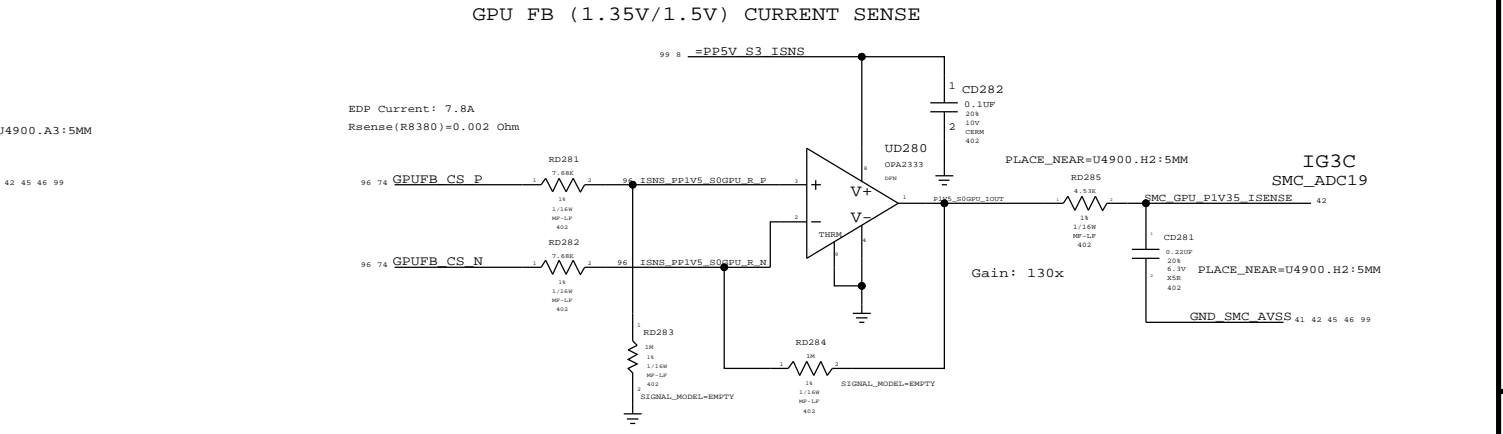 GPU FB (1.35V/1.5V) CURRENT SENSE
99 8 =PP5V_S3_ISNS
1 CD282
0.1UF
20%
10V
CERM
402
2
EDP Current: 7.8A
Rsense(R8380)=0.002 Ohm
U4900.A3:5MM
42 45 46 99
UD280
OPA2333
DFN
8
V+
V-
THRM
4
9
3
+
2
-
1
PLACE_NEAR=U4900.H2:5MM
IG3C
SMC_ADC19
RD281
7.68K
96 74 GPUFB_CS_P
1 2
96 ISNS_PP1V5_S0GPU_R_P
1%
1/16W
MF-LF
402
RD282
7.68K
96 74 GPUFB_CS_N
1 2
96 ISNS_PP1V5_S0GPU_R_N
1%
1/16W
MF-LF
402
P1V5_S0GPU_IOUT
RD285
4.53K
1 2
1%
1/16W
MF-LF
402
SMC_GPU_P1V35_ISENSE 42
1
CD281
0.22UF
20%
6.3V
X5R
402
2
PLACE_NEAR=U4900.H2:5MM
Gain: 130x
GND_SMC_AVSS 41 42 45 46 99
1
RD283
1M
1%
1/16W
MF-LF
402
2
SIGNAL_MODEL=EMPTY
RD284
1M
1 2
1%
1/16W
MF-LF
402
SIGNAL_MODEL=EMPTY